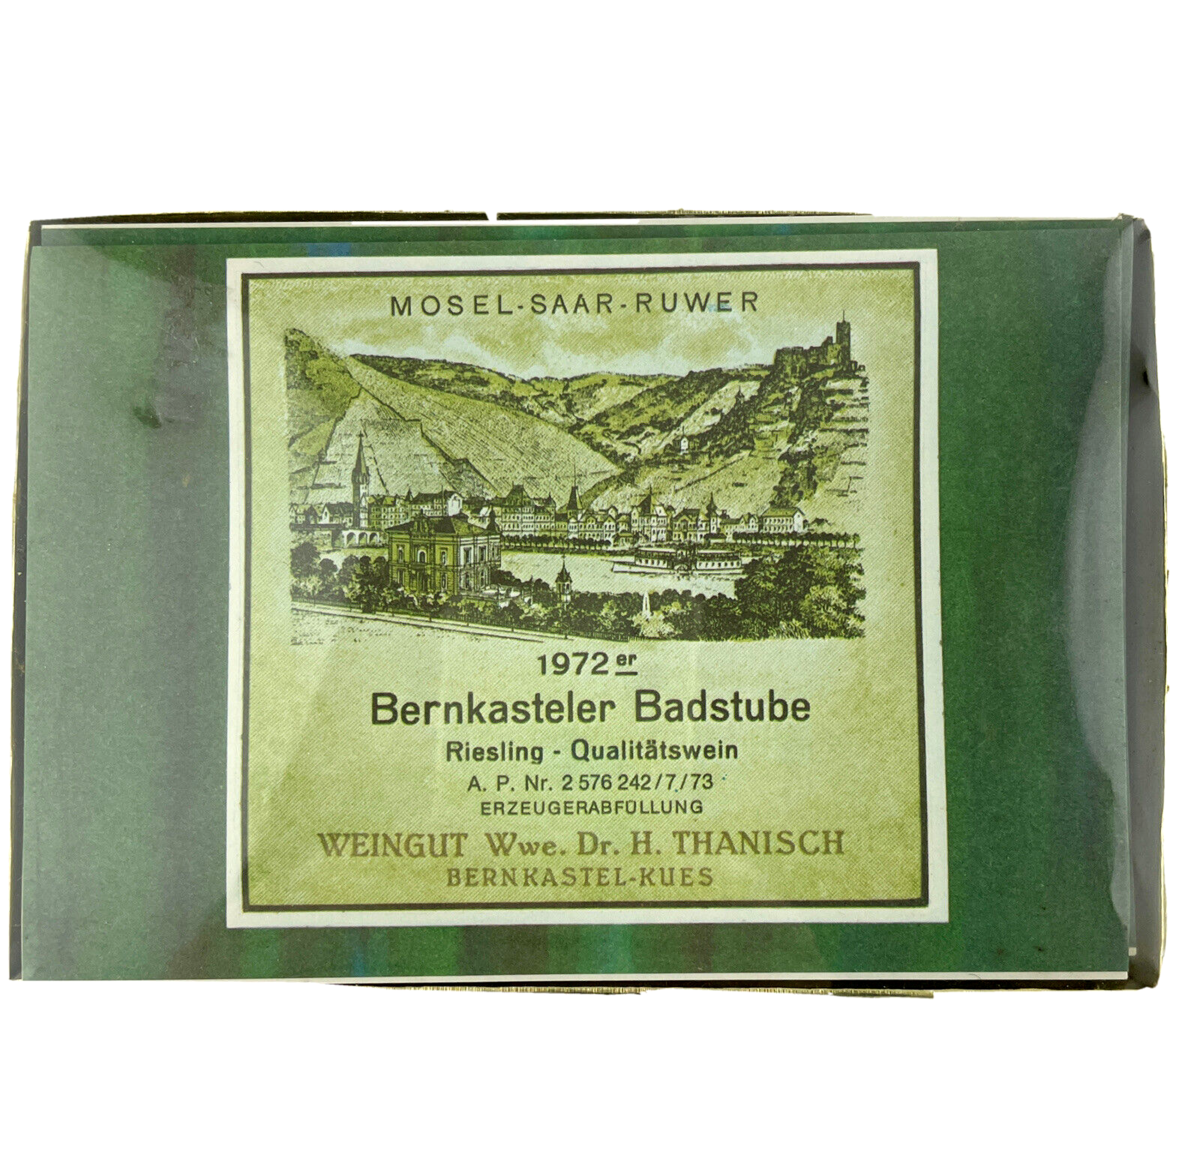 MOSEL-SAAR-RUWER
1972er
Bernkasteler Badstube
Riesling - Qualitätswein
A. P. Nr. 2 576 242/7/73
ERZEUGERABFÜLLUNG
WEINGUT Wwe. Dr. H. THANISCH
BERNKASTEL-KUES